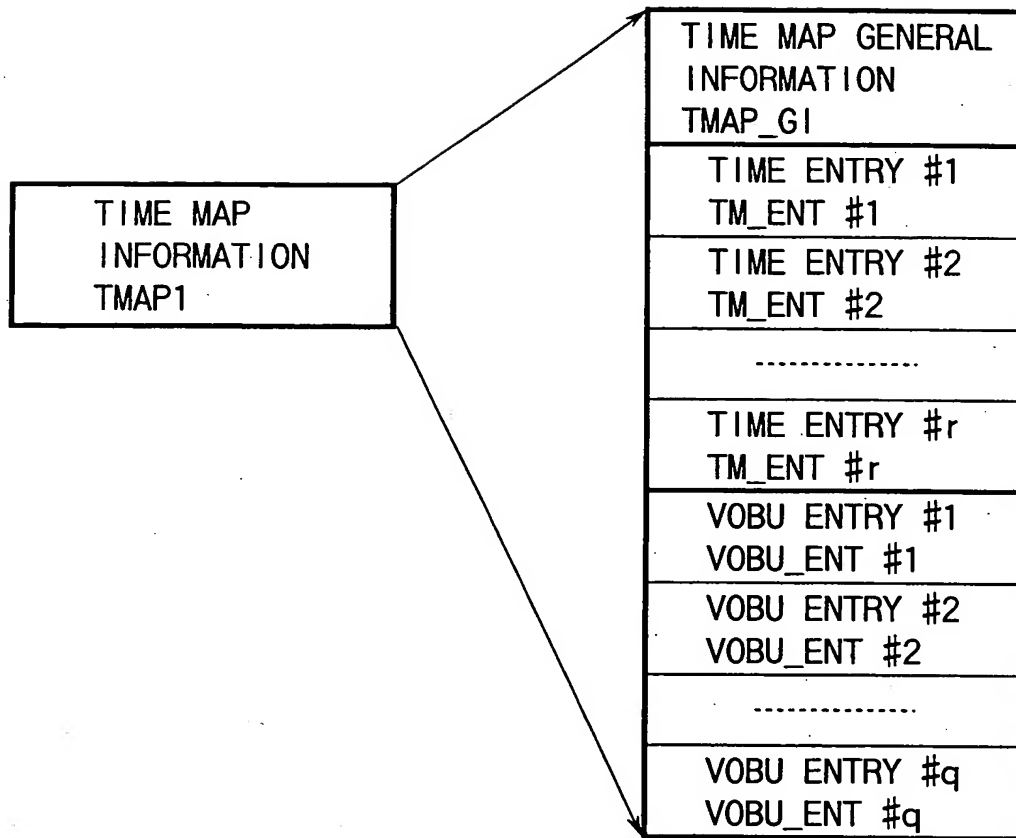 TIME MAP
INFORMATION
TMAP1
TIME MAP GENERAL
INFORMATION
TMAP_GI
TIME ENTRY #1
TM_ENT #1
TIME ENTRY #2
TM_ENT #2
TIME ENTRY #r
TM_ENT #r
VOBU ENTRY #1
VOBU_ENT #1
VOBU ENTRY #2
VOBU_ENT #2
VOBU ENTRY #q
VOBU_ENT #q